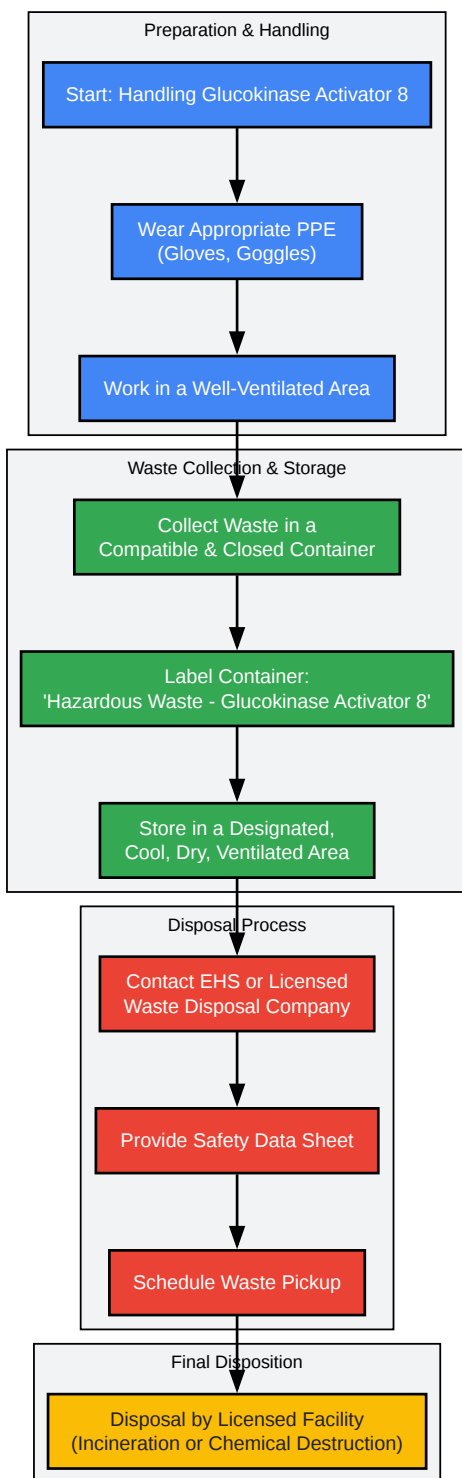 Preparation & Handling
Start: Handling Glucokinase Activator 8
Wear Appropriate PPE
(Gloves, Goggles)
Work in a Well-Ventilated Area
Waste Collection & Storage
Collect Waste in a
Compatible & Closed Container
Label Container:
'Hazardous Waste - Glucokinase Activator 8'
Store in a Designated,
Cool, Dry, Ventilated Area
Disposal Process
Contact EHS or Licensed
Waste Disposal Company
Provide Safety Data Sheet
Schedule Waste Pickup
Final Disposition
Disposal by Licensed Facility
(Incineration or Chemical Destruction)